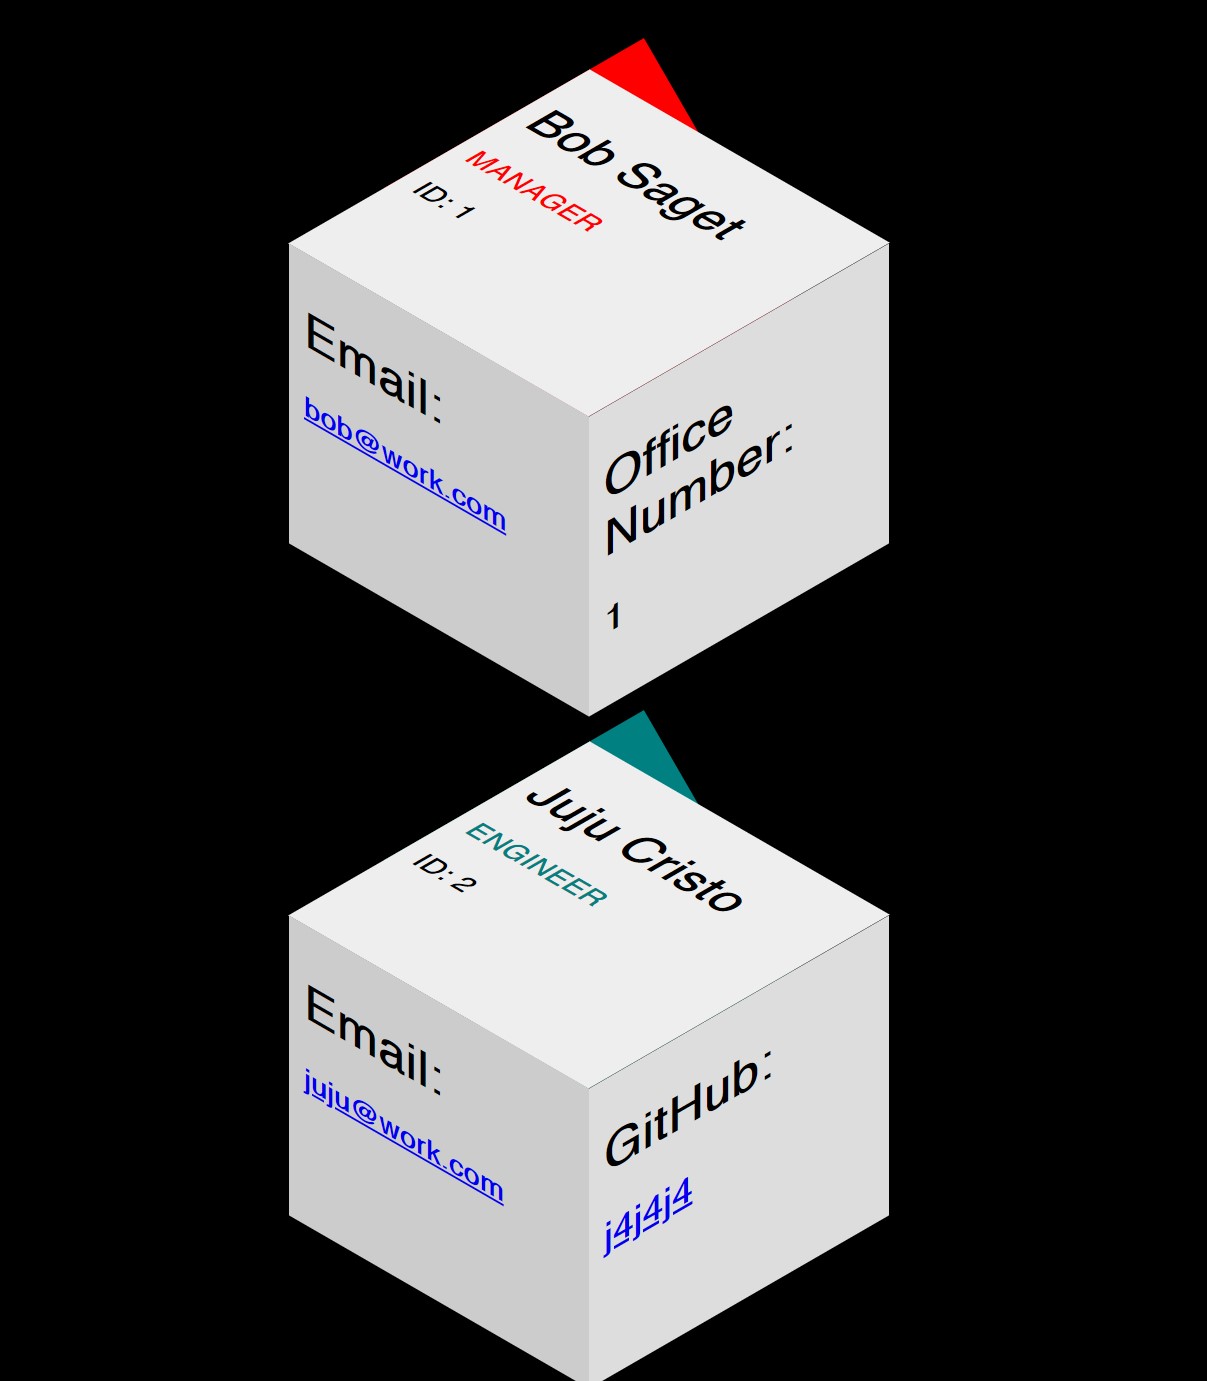 Bob Saget
MANAGER
ID: 1
Email:
bob@work.com
Office
Number:
1
Juju Cristo
ENGINEER
ID: 2
Email:
juju@work.com
GitHub:
j4j4j4